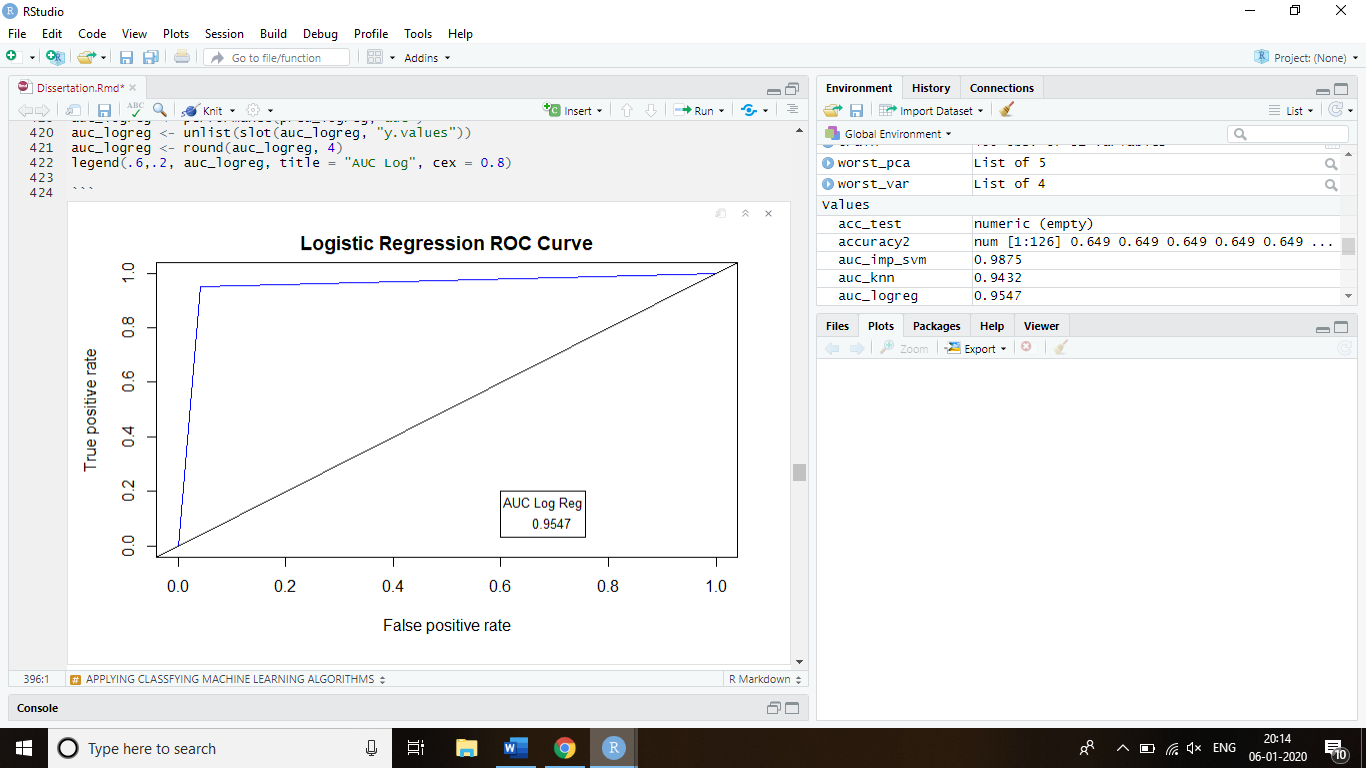 RStudio
File Edit Code View Plots Session Build Debug Profile Tools Help
Go to file/function Addins Project: (None)
Dissertation.Rmd*
ABC Knit Insert Run
420 auc_logreg <- unlist(slot(auc_logreg, "y.values"))
421 auc_logreg <- round(auc_logreg, 4)
422 legend(.6,.2, auc_logreg, title = "AUC Log", cex = 0.8)
423
424 ```
Logistic Regression ROC Curve
True positive rate
1.0
0.8
0.6
0.4
0.2
0.0
AUC Log Reg
0.9547
0.0 0.2 0.4 0.6 0.8 1.0
False positive rate
396:1 # APPLYING CLASSFYING MACHINE LEARNING ALGORITHMS R Markdown
Console
Environment History Connections
Import Dataset List
Global Environment
worst_pca List of 5
worst_var List of 4
Values
acc_test numeric (empty)
accuracy2 num [1:126] 0.649 0.649 0.649 0.649 0.649 ...
auc_imp_svm 0.9875
auc_knn 0.9432
auc_logreg 0.9547
Files Plots Packages Help Viewer
Zoom Export
Type here to search
ENG
20:14
06-01-2020
10